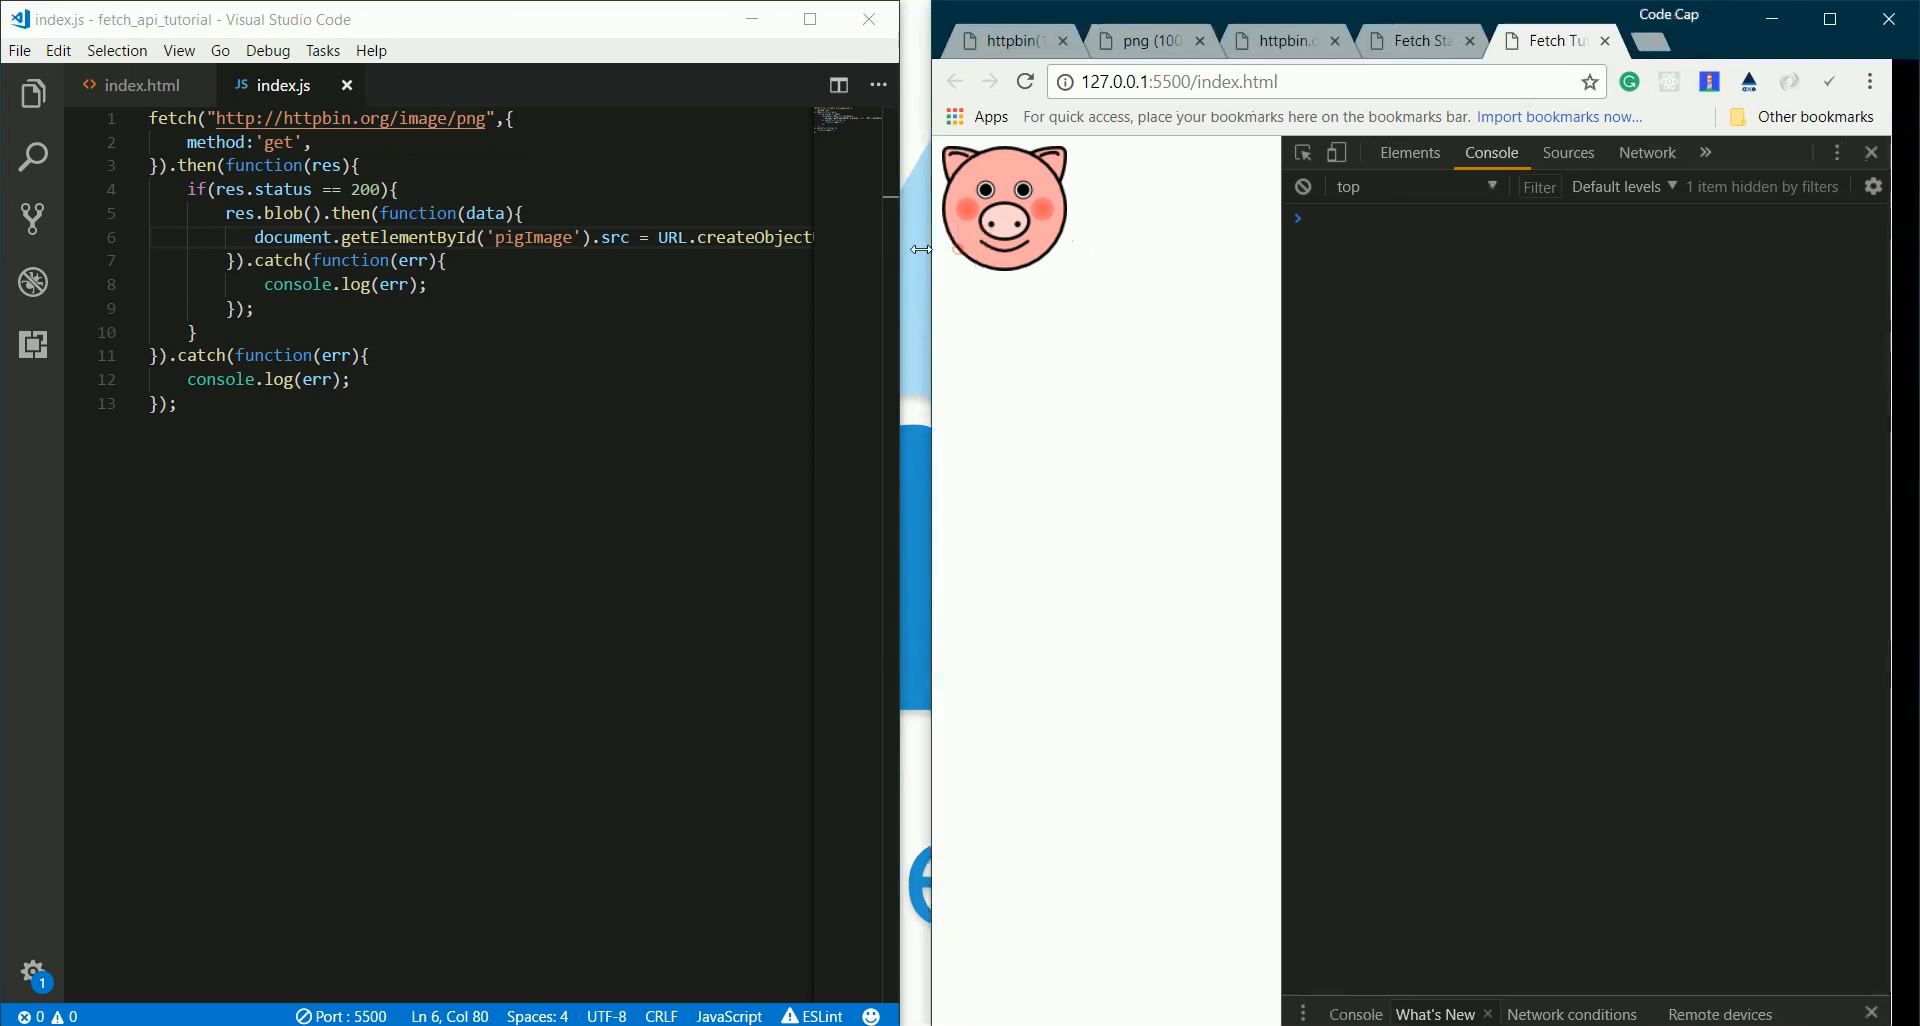 index.js - fetch_api_tutorial - Visual Studio Code
File Edit Selection View Go Debug Tasks Help
index.html JS index.js
1 fetch("http://httpbin.org/image/png",{
2 method:'get',
3 }).then(function(res){
4 if(res.status == 200){
5 res.blob().then(function(data){
6 document.getElementById('pigImage').src = URL.createObject
7 }).catch(function(err){
8 console.log(err);
9 });
10 }
11 }).catch(function(err){
12 console.log(err);
13 });
1
0 0 Port : 5500 Ln 6, Col 80 Spaces: 4 UTF-8 CRLF JavaScript ESLint
Code Cap
httpbin( png (100 httpbin. Fetch Sta Fetch Tu
127.0.0.1:5500/index.html
Apps For quick access, place your bookmarks here on the bookmarks bar. Import bookmarks now... Other bookmarks
Elements Console Sources Network »
top Filter Default levels 1 item hidden by filters
Console What's New Network conditions Remote devices